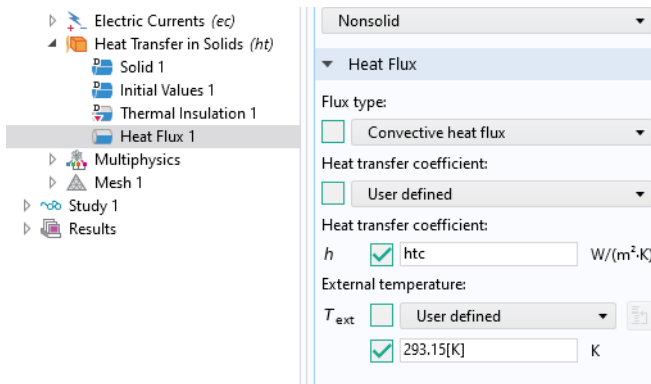 Electric Currents (ec)
Heat Transfer in Solids (ht)
Solid 1
Initial Values 1
Thermal Insulation 1
Heat Flux 1
Multiphysics
Mesh 1
Study 1
Results
Nonsolid
Heat Flux
Flux type:
Convective heat flux
Heat transfer coefficient:
User defined
Heat transfer coefficient:
h htc W/(m²·K)
External temperature:
Text User defined
293.15[K] K